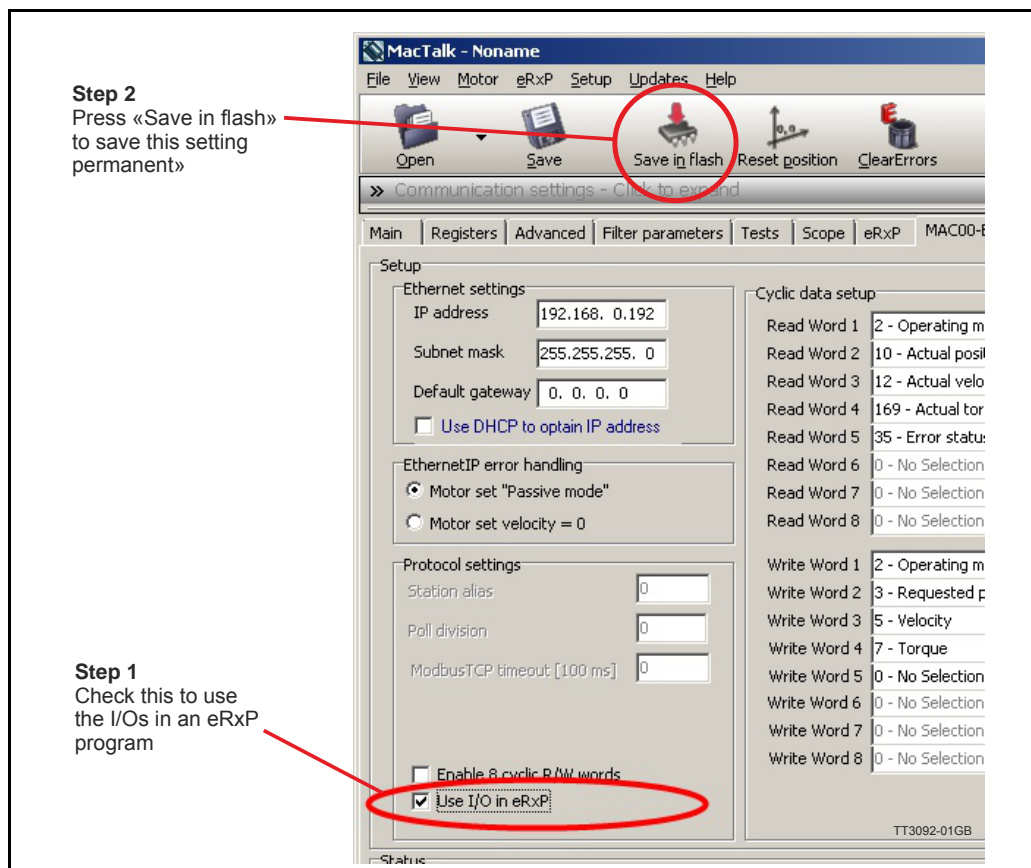 Step 2
Press «Save in flash»
to save this setting
permanent»
MacTalk - Noname
File View Motor eRxP Setup Updates Help
Open Save Save in flash Reset position ClearErrors
» Communication settings - Click to expand
Main Registers Advanced Filter parameters Tests Scope eRxP MAC00-E
Setup
Ethernet settings
IP address 192.168. 0.192
Subnet mask 255.255.255. 0
Default gateway 0. 0. 0. 0
Use DHCP to optain IP address
EthernetIP error handling
Motor set "Passive mode"
Motor set velocity = 0
Protocol settings
Station alias 0
Poll division 0
ModbusTCP timeout [100 ms] 0
Enable 8 cyclic R/W words
Use I/O in eRxP
Cyclic data setup
Read Word 1 2 - Operating m
Read Word 2 10 - Actual posit
Read Word 3 12 - Actual velo
Read Word 4 169 - Actual tor
Read Word 5 35 - Error status
Read Word 6 0 - No Selection
Read Word 7 0 - No Selection
Read Word 8 0 - No Selection
Write Word 1 2 - Operating m
Write Word 2 3 - Requested p
Write Word 3 5 - Velocity
Write Word 4 7 - Torque
Write Word 5 0 - No Selection
Write Word 6 0 - No Selection
Write Word 7 0 - No Selection
Write Word 8 0 - No Selection
TT3092-01GB
Status
Step 1
Check this to use
the I/Os in an eRxP
program